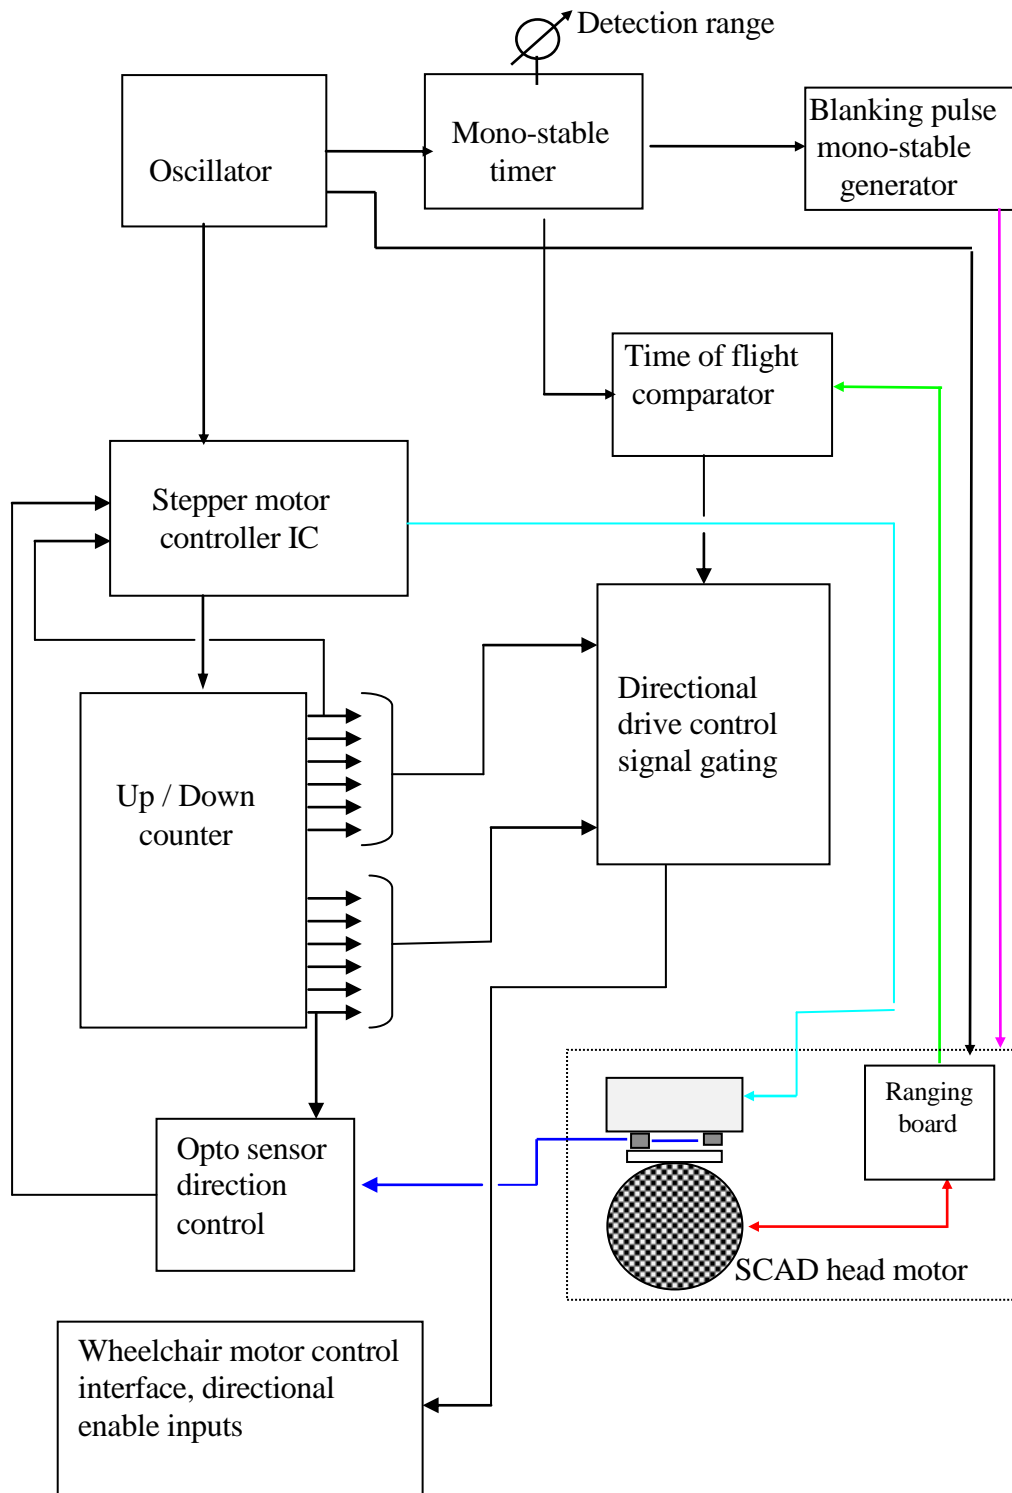 Detection range
Oscillator
Mono-stable
timer
Blanking pulse
mono-stable
generator
Time of flight
comparator
Stepper motor
controller IC
Directional
drive control
signal gating
Up / Down
counter
Ranging
board
Opto sensor
direction
control
SCAD head motor
Wheelchair motor control
interface, directional
enable inputs